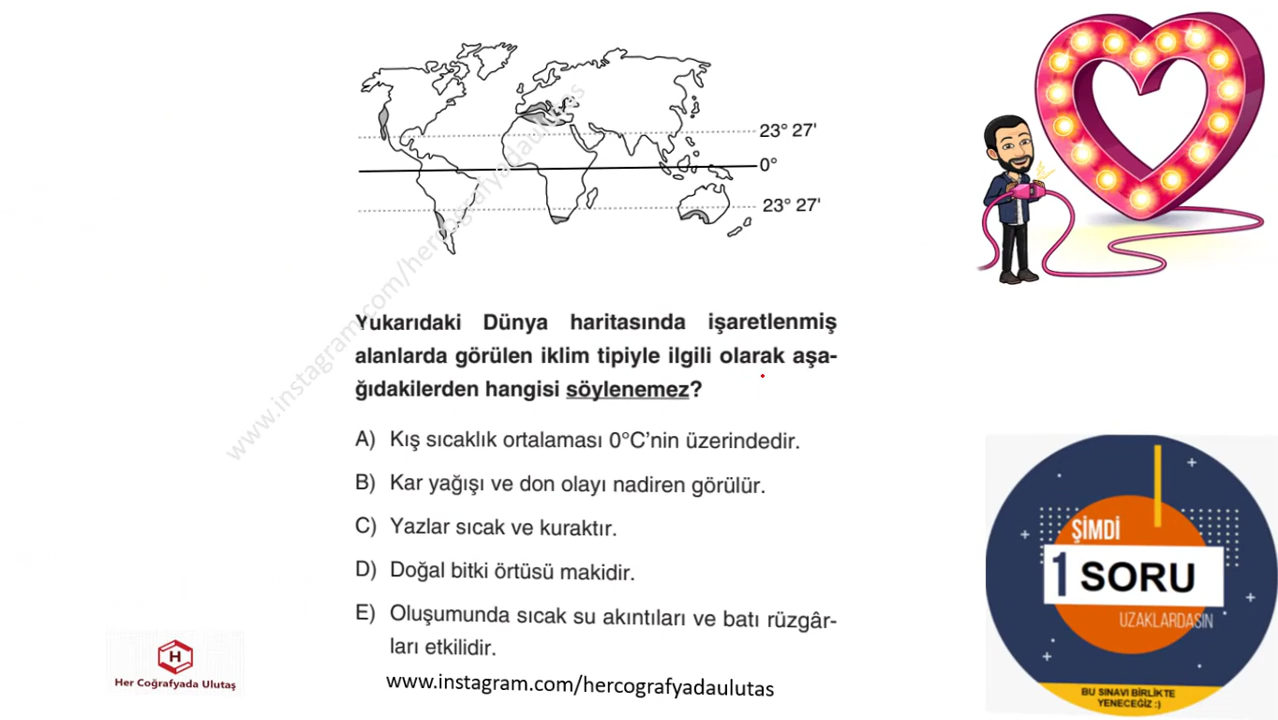 23° 27'
0°
23° 27'
www.instagram.com/hercografyadaulutas
Yukarıdaki Dünya haritasında işaretlenmiş
alanlarda görülen iklim tipiyle ilgili olarak aşa-
ğıdakilerden hangisi söylenemez?
A) Kış sıcaklık ortalaması 0°C'nin üzerindedir.
B) Kar yağışı ve don olayı nadiren görülür.
C) Yazlar sıcak ve kuraktır.
D) Doğal bitki örtüsü makidir.
E) Oluşumunda sıcak su akıntıları ve batı rüzgâr-
ları etkilidir.
www.instagram.com/hercografyadaulutas
H
Her Coğrafyada Ulutaş
ŞİMDİ
1 SORU
UZAKLARDASIN
BU SINAVI BİRLİKTE
YENECEĞİZ :)